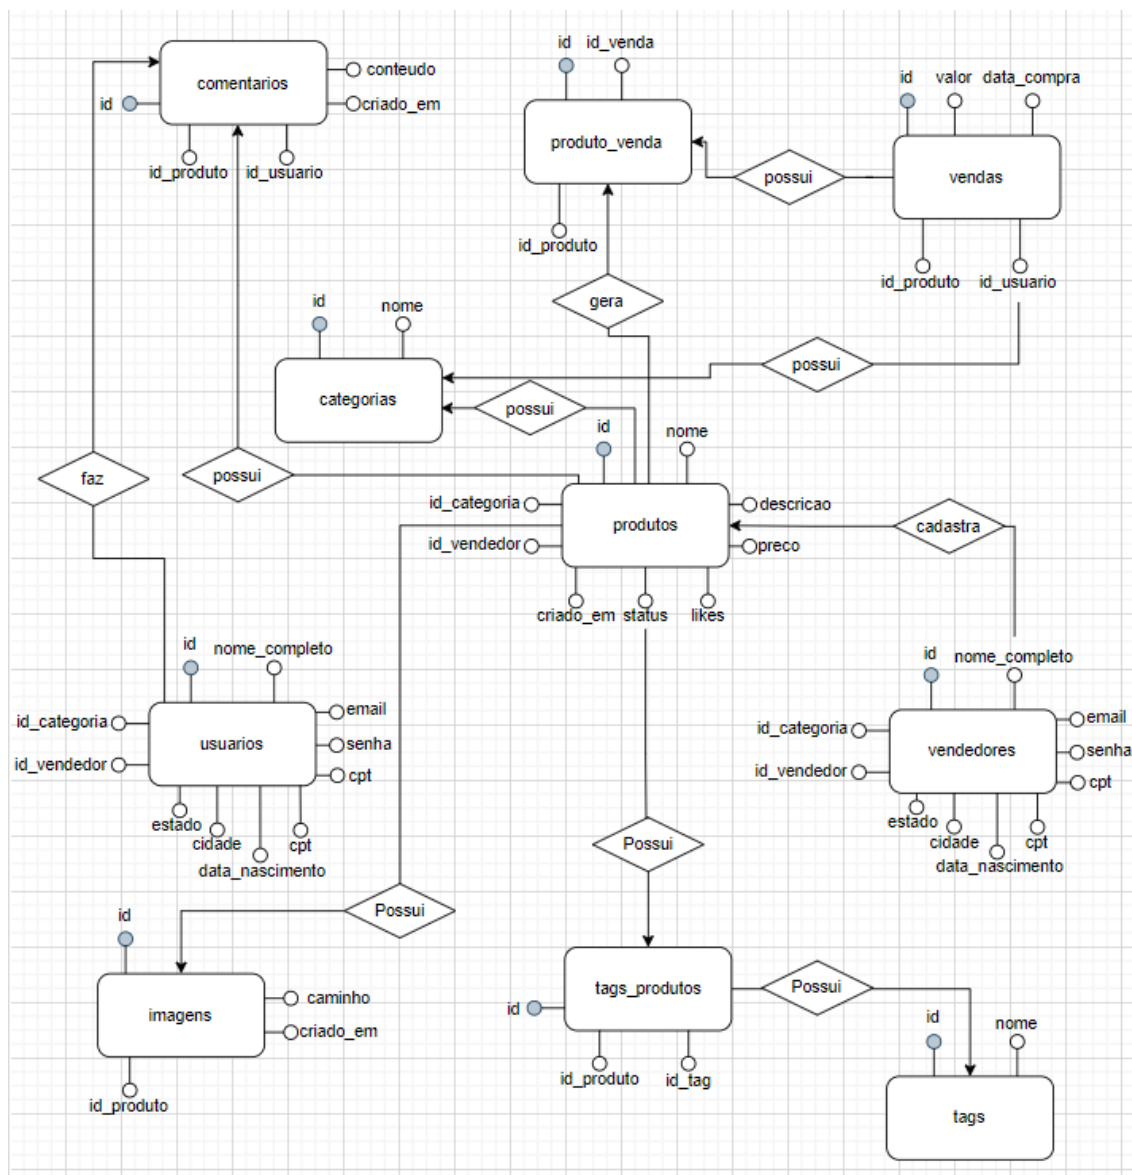 comentarios
id
conteudo
criado_em
id_produto
id_usuario
id
id_venda
produto_venda
id_produto
possui
id
valor
data_compra
vendas
id_produto
id_usuario
gera
possui
id
nome
categorias
possui
faz
possui
id
nome
id_categoria
id_vendedor
produtos
descricao
preco
criado_em
status
likes
cadastra
id
nome_completo
id_categoria
id_vendedor
usuarios
email
senha
cpt
estado
cidade
cpt
data_nascimento
id
nome_completo
id_categoria
id_vendedor
vendedores
email
senha
cpt
estado
cidade
cpt
data_nascimento
Possui
Possui
id
imagens
caminho
criado_em
id_produto
tags_produtos
id
id_produto
id_tag
Possui
id
nome
tags